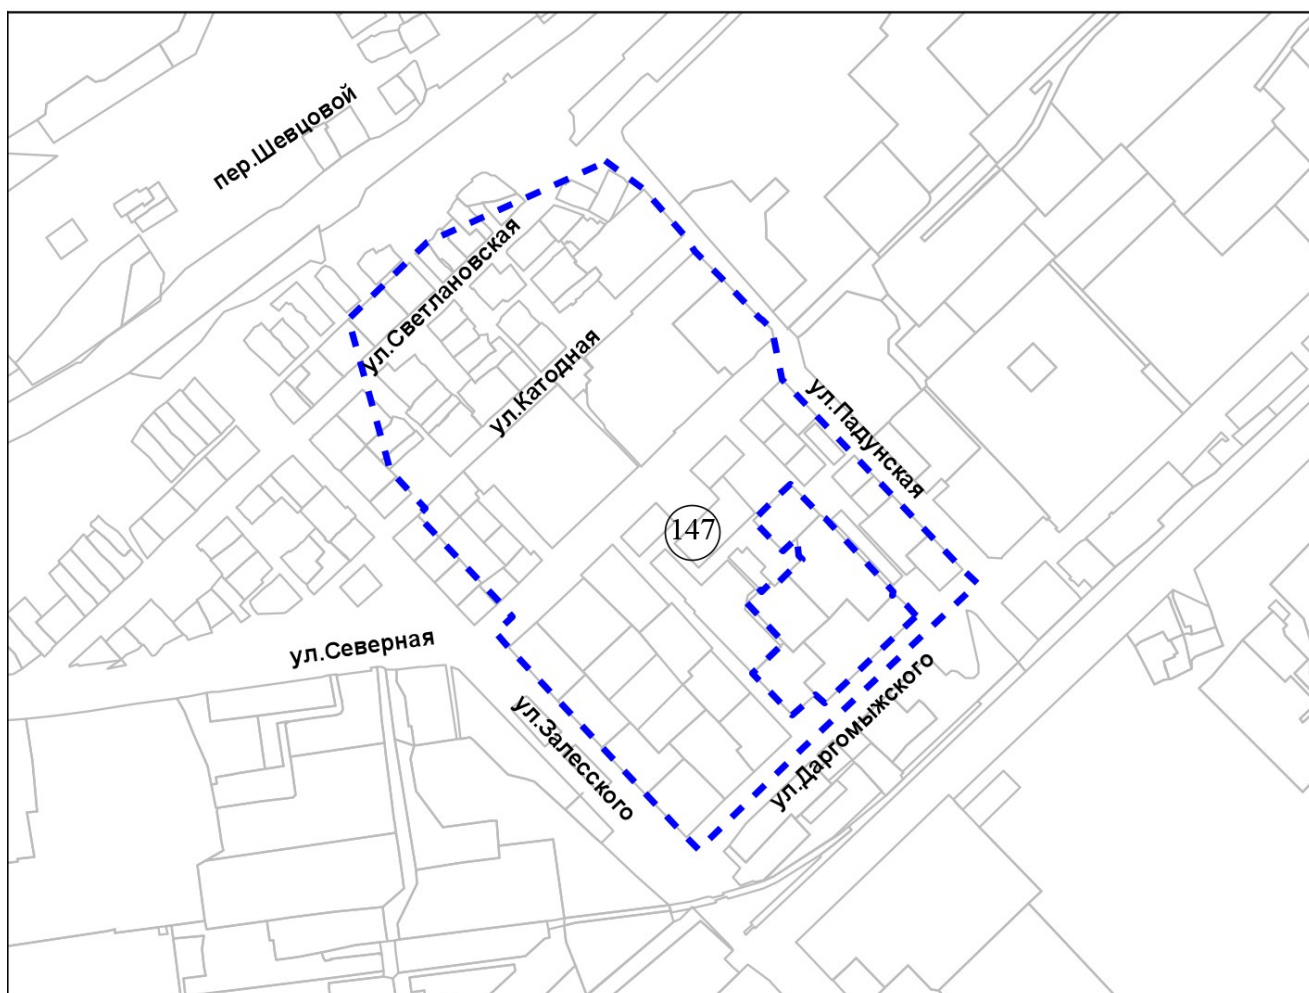 пер.Шевцовой
ул.Светлановская
ул.Катодная
ул.Падунская
147
ул.Северная
ул.Залесского
ул.Даргомыжского